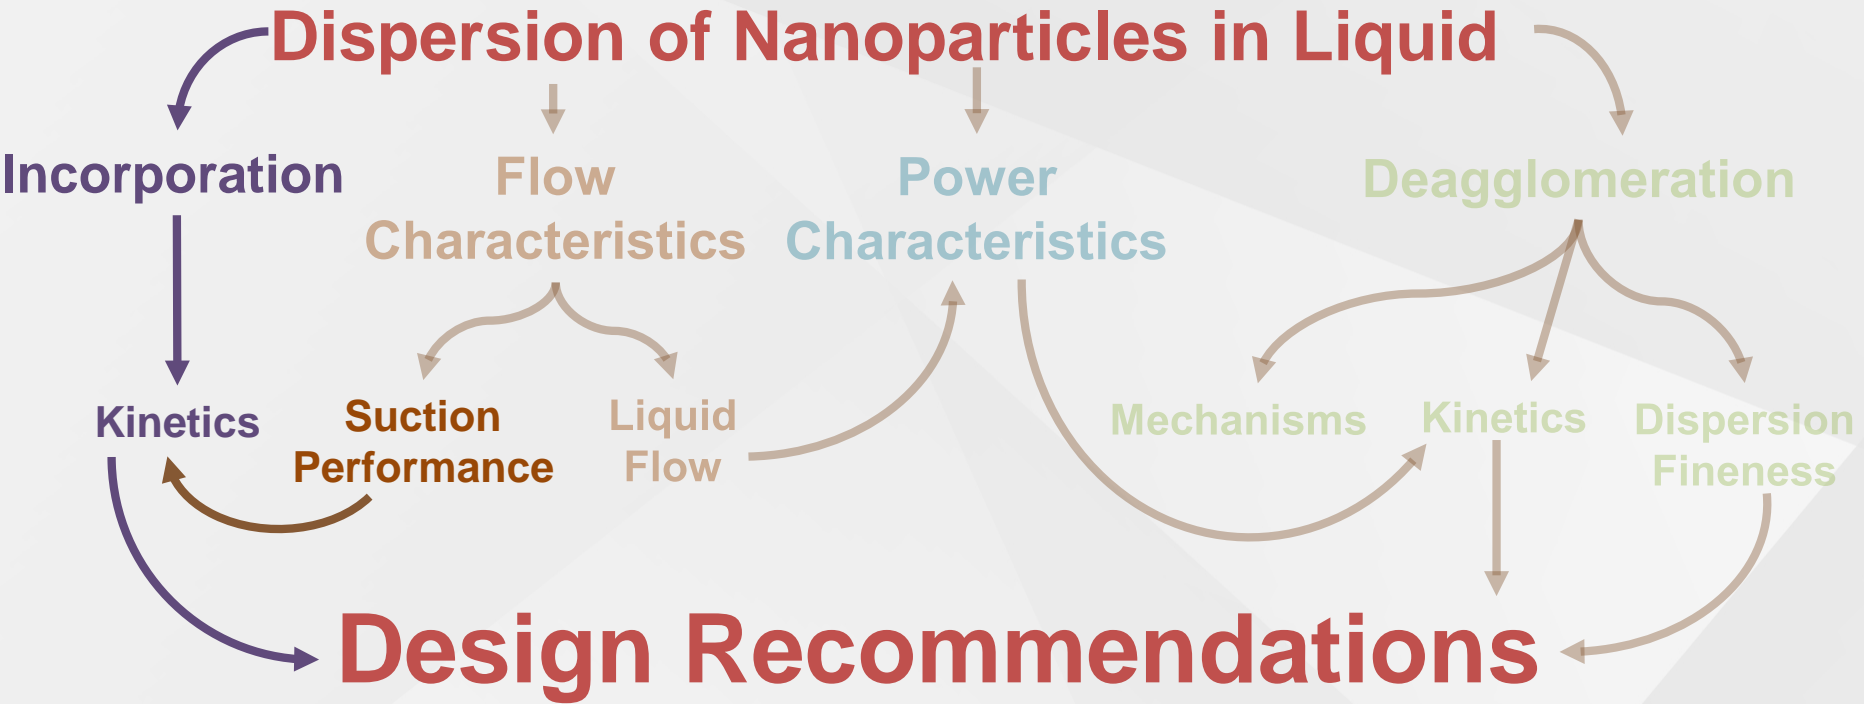 Dispersion of Nanoparticles in Liquid
Incorporation
Flow
Characteristics
Power
Characteristics
Deagglomeration
Kinetics
Suction
Performance
Liquid
Flow
Mechanisms
Kinetics
Dispersion
Fineness
Design Recommendations